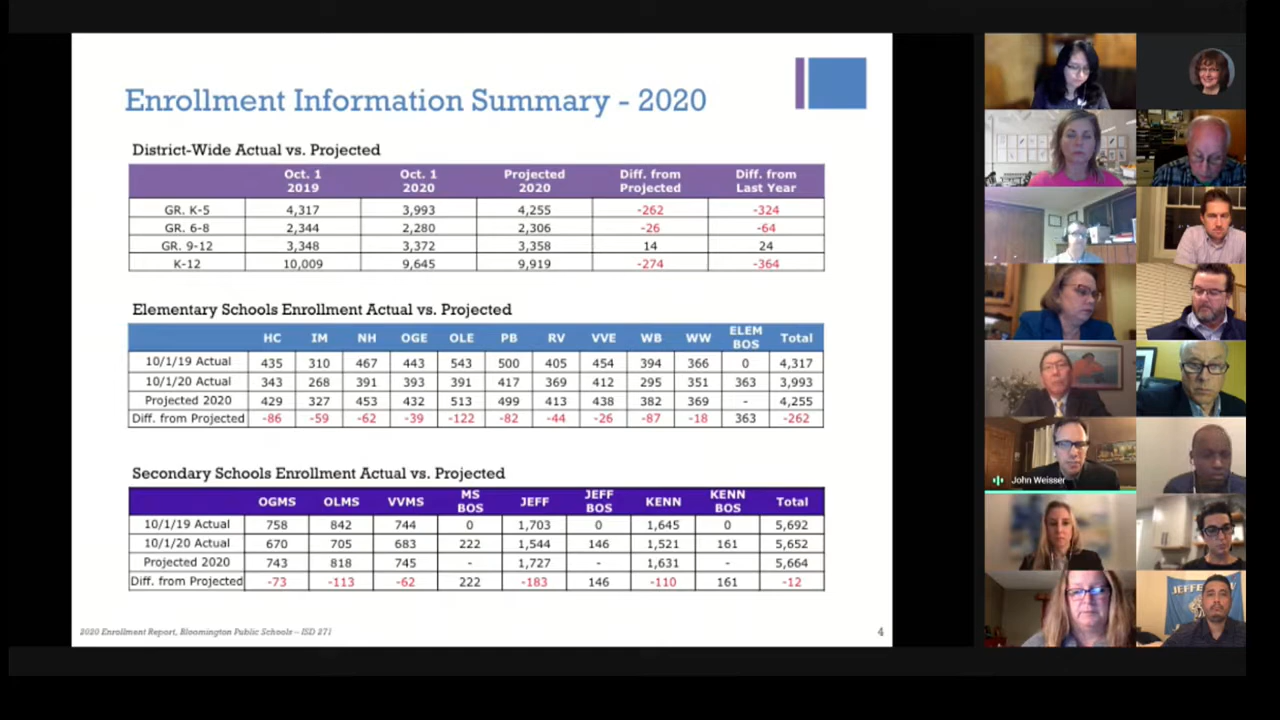 Enrollment Information Summary - 2020
District-Wide Actual vs. Projected
Oct. 1 2019 Oct. 1 2020 Projected 2020 Diff. from Projected Diff. from Last Year
GR. K-5 4,317 3,993 4,255 -262 -324
GR. 6-8 2,344 2,280 2,306 -26 -64
GR. 9-12 3,348 3,372 3,358 14 24
K-12 10,009 9,645 9,919 -274 -364
Elementary Schools Enrollment Actual vs. Projected
HC IM NH OGE OLE PB RV VVE WB WW ELEM BOS Total
10/1/19 Actual 435 310 467 443 543 500 405 454 394 366 0 4,317
10/1/20 Actual 343 268 391 393 391 417 369 412 295 351 363 3,993
Projected 2020 429 327 453 432 513 499 413 438 382 369 - 4,255
Diff. from Projected -86 -59 -62 -39 -122 -82 -44 -26 -87 -18 363 -262
Secondary Schools Enrollment Actual vs. Projected
OGMS OLMS VVMS MS BOS JEFF JEFF BOS KENN KENN BOS Total
10/1/19 Actual 758 842 744 0 1,703 0 1,645 0 5,692
10/1/20 Actual 670 705 683 222 1,544 146 1,521 161 5,652
Projected 2020 743 818 745 - 1,727 - 1,631 - 5,664
Diff. from Projected -73 -113 -62 222 -183 146 -110 161 -12
2020 Enrollment Report, Bloomington Public Schools – ISD 271
4
John Weisser